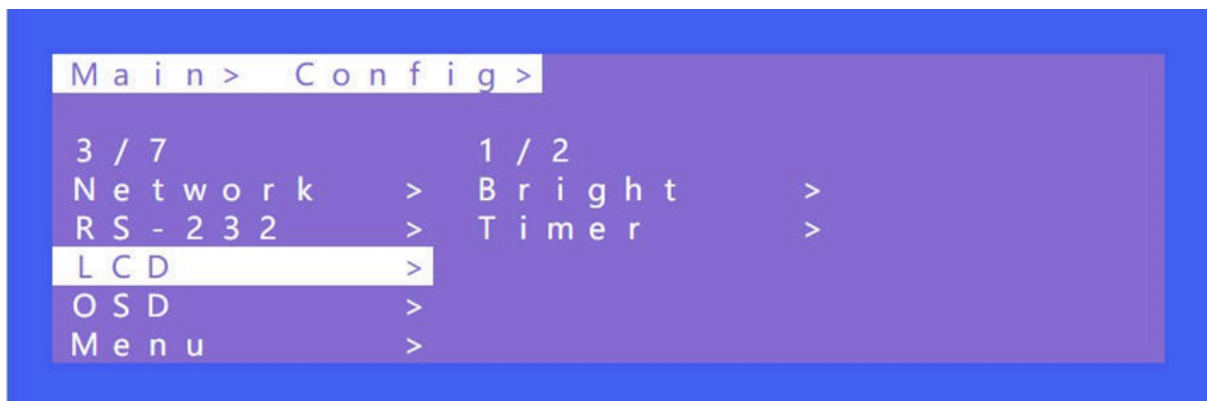 Main> Config>
3/7 1/2
Network > Bright >
RS-232 > Timer >
LCD >
OSD >
Menu >